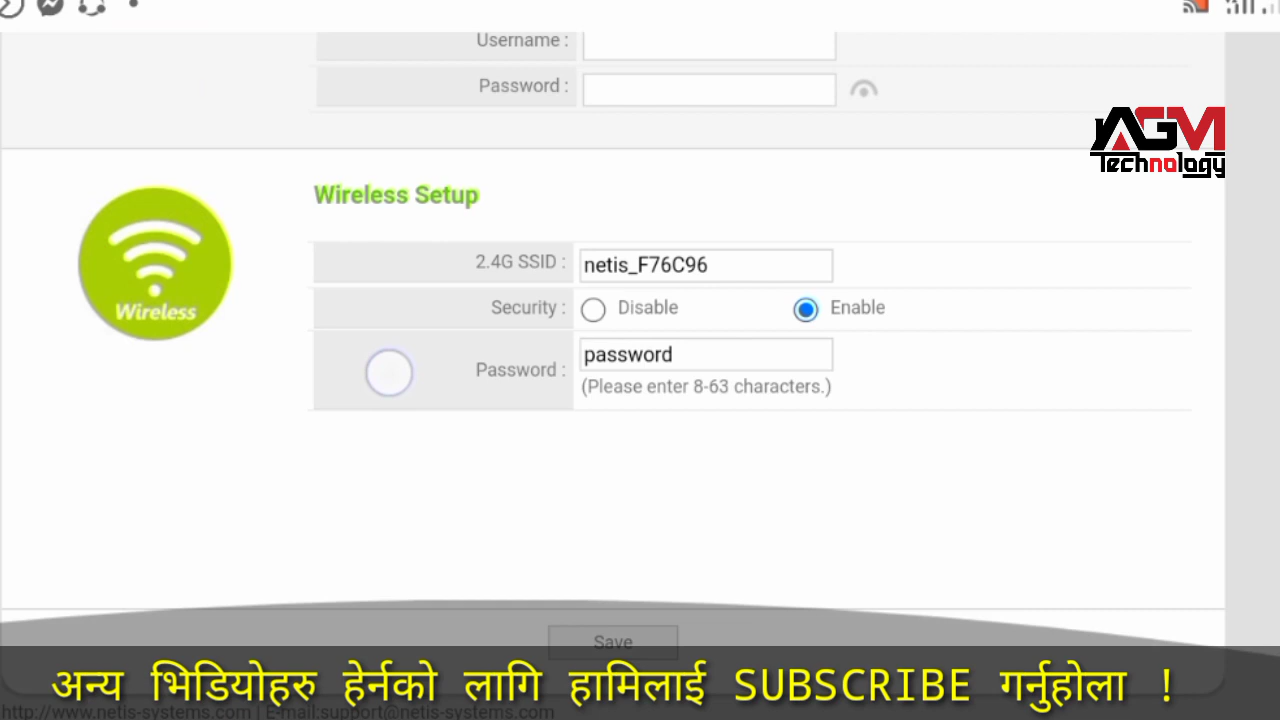 Username :
Password :
AGM
Technology
Wireless Setup
Wireless
2.4G SSID : netis_F76C96
Security : Disable Enable
Password : password
(Please enter 8-63 characters.)
Save
अन्य भिडियोहरु हेर्नको लागि हामिलाई SUBSCRIBE गर्नुहोला !
http://www.netis-systems.com | E-mail:support@netis-systems.com